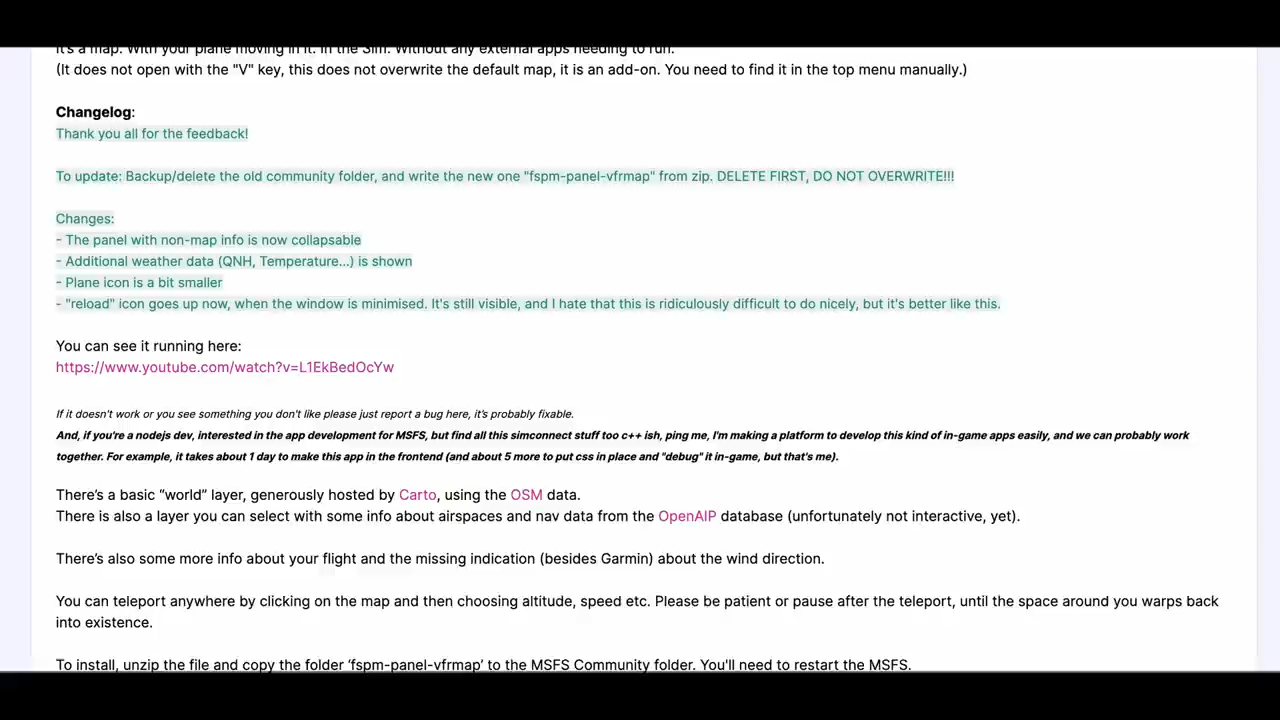 It's a map. With your plane moving in it. In the Sim. Without any external apps needing to run.
(It does not open with the "V" key, this does not overwrite the default map, it is an add-on. You need to find it in the top menu manually.)
Changelog:
Thank you all for the feedback!
To update: Backup/delete the old community folder, and write the new one "fspm-panel-vfrmap" from zip. DELETE FIRST, DO NOT OVERWRITE!!!
Changes:
- The panel with non-map info is now collapsable
- Additional weather data (QNH, Temperature...) is shown
- Plane icon is a bit smaller
- "reload" icon goes up now, when the window is minimised. It's still visible, and I hate that this is ridiculously difficult to do nicely, but it's better like this.
You can see it running here:
https://www.youtube.com/watch?v=L1EkBedOcYw
If it doesn't work or you see something you don't like please just report a bug here, it's probably fixable.
And, if you're a nodejs dev, interested in the app development for MSFS, but find all this simconnect stuff too c++ ish, ping me, I'm making a platform to develop this kind of in-game apps easily, and we can probably work
together. For example, it takes about 1 day to make this app in the frontend (and about 5 more to put css in place and "debug" it in-game, but that's me).
There's a basic “world” layer, generously hosted by Carto, using the OSM data.
There is also a layer you can select with some info about airspaces and nav data from the OpenAIP database (unfortunately not interactive, yet).
There's also some more info about your flight and the missing indication (besides Garmin) about the wind direction.
You can teleport anywhere by clicking on the map and then choosing altitude, speed etc. Please be patient or pause after the teleport, until the space around you warps back
into existence.
To install, unzip the file and copy the folder ‘fspm-panel-vfrmap’ to the MSFS Community folder. You'll need to restart the MSFS.